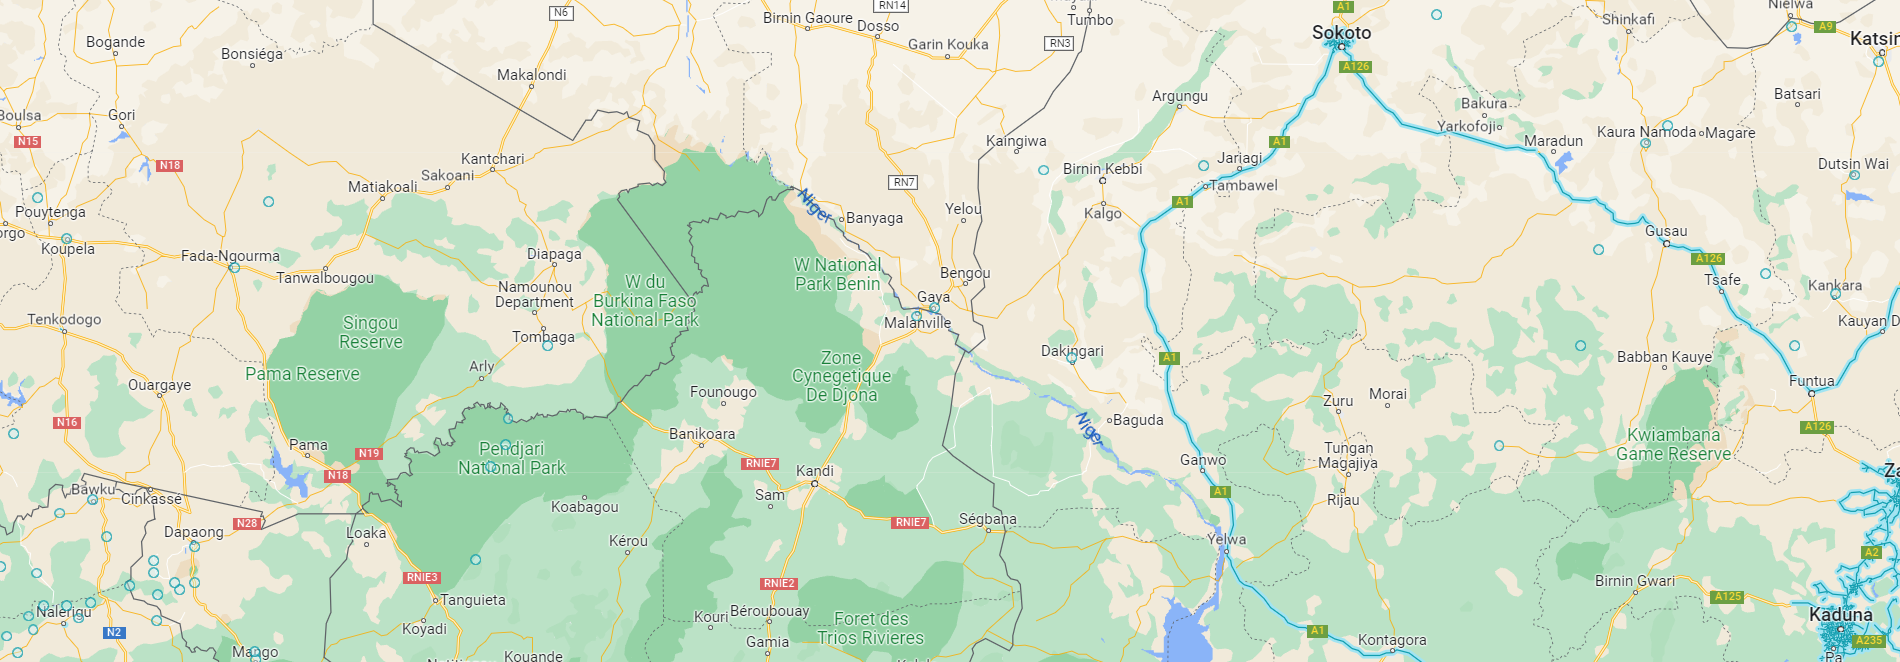 N6
Birnin Gaoure
RN14
Dosso
Tumbo
A1
Sokoto
Shinkafi
Nielwa
A9
Katsir
Bogande
Bonsiéga
Makalondi
Garin Kouka
RN3
A126
Boulsa
Gori
N15
N18
Argungu
Bakura
Yarkofoji
Batsari
Kaura Namoda
Magare
Maradun
Kaingiwa
A1
Jariagi
Dutsin Wai
Kantchari
Sakoani
Matiakoali
RN7
Birnin Kebbi
Tambawel
A1
Kalgo
Pouytenga
orgo
Koupela
Niger
Banyaga
Yelou
Gusau
Fada-Ngourma
Tanwalbougou
Diapaga
Namounou
Department
W du
Burkina Faso
National Park
W National
Park Benin
Bengou
Gaya
Malanville
A126
Tsafe
Kankara
Kauyan D
Tenkodogo
Singou
Reserve
Tombaga
Pama Reserve
Arly
Zone
Cynegetique
De Djona
Dakingari
A1
Babban Kauye
Funtua
Ouargaye
Founougo
Zuru
Morai
N16
Banikoara
Niger
Baguda
A126
Kwiambana
Game Reserve
Pama
N19
N18
Pendjari
National Park
RNIE7
Kandi
Sam
Ganwo
Tungan
Magajiya
A1
Rijau
Za
Bawku
Cinkassé
N28
Koabagou
RNIE7
Ségbana
Dapaong
Loaka
Kérou
Yelwa
A2
RNIE3
RNIE2
Birnin Gwari
A125
Nalerigu
N2
Tanguieta
Koyadi
Kouri
Béroubouay
Gamia
Foret des
Trios Rivieres
A1
Kontagora
Kaduna
A235
Mango
Kouande